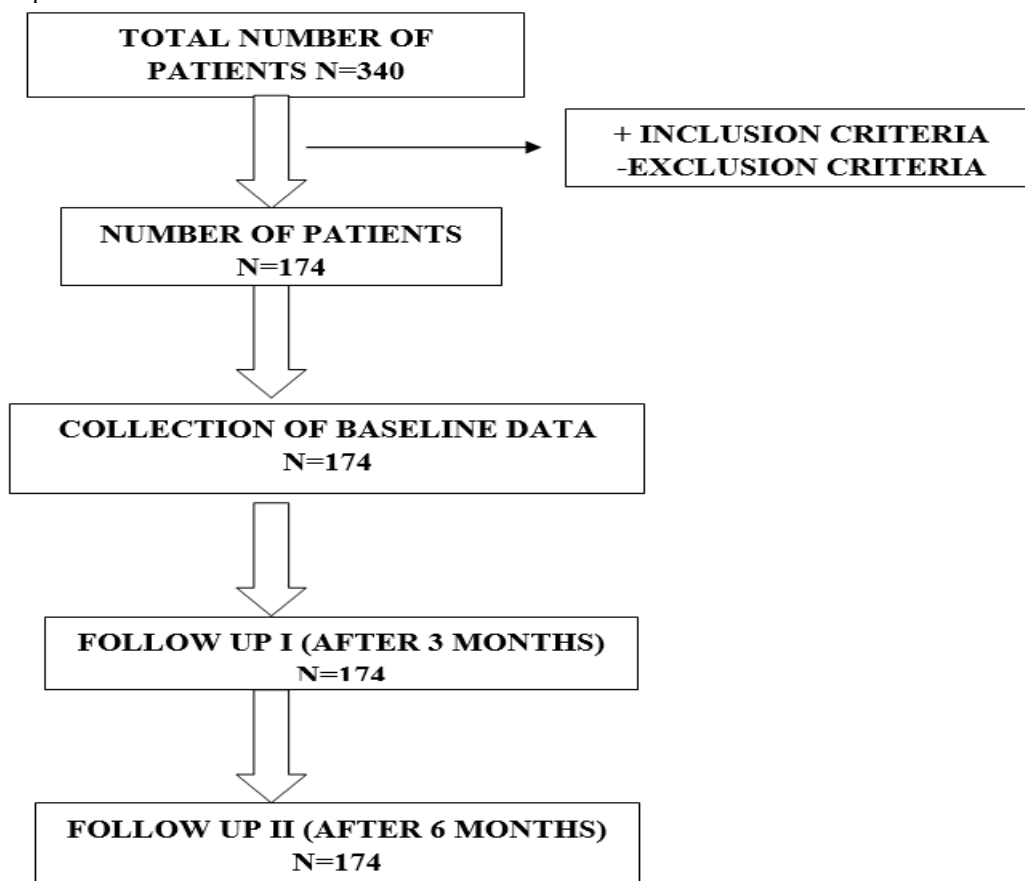 TOTAL NUMBER OF
PATIENTS N=340
+ INCLUSION CRITERIA
-EXCLUSION CRITERIA
NUMBER OF PATIENTS
N=174
COLLECTION OF BASELINE DATA
N=174
FOLLOW UP I (AFTER 3 MONTHS)
N=174
FOLLOW UP II (AFTER 6 MONTHS)
N=174